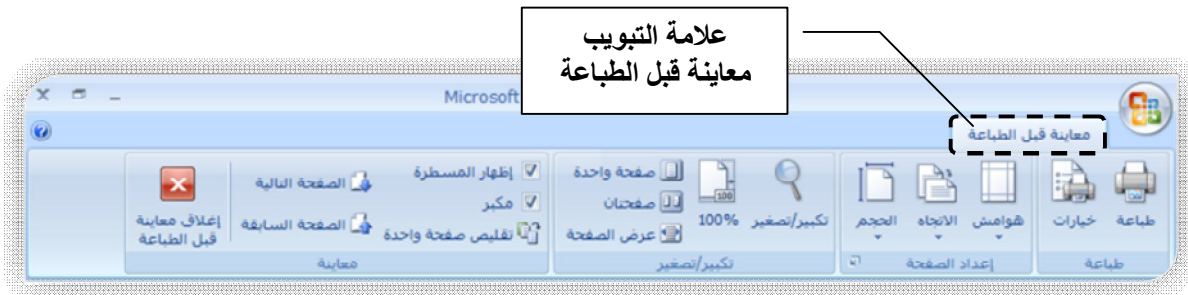 علامة التبويب
معاينة قبل الطباعة
Microsoft
معاينة قبل الطباعة
طباعة
خيارات
طباعة
هوامش
الاتجاه
الحجم
إعداد الصفحة
تكبير/تصغير
100
100%
صفحة واحدة
صفحتان
عرض الصفحة
تكبير/تصغير
إظهار المسطرة
مكبر
تقليص صفحة واحدة
الصفحة التالية
الصفحة السابقة
إغلاق معاينة
قبل الطباعة
معاينة